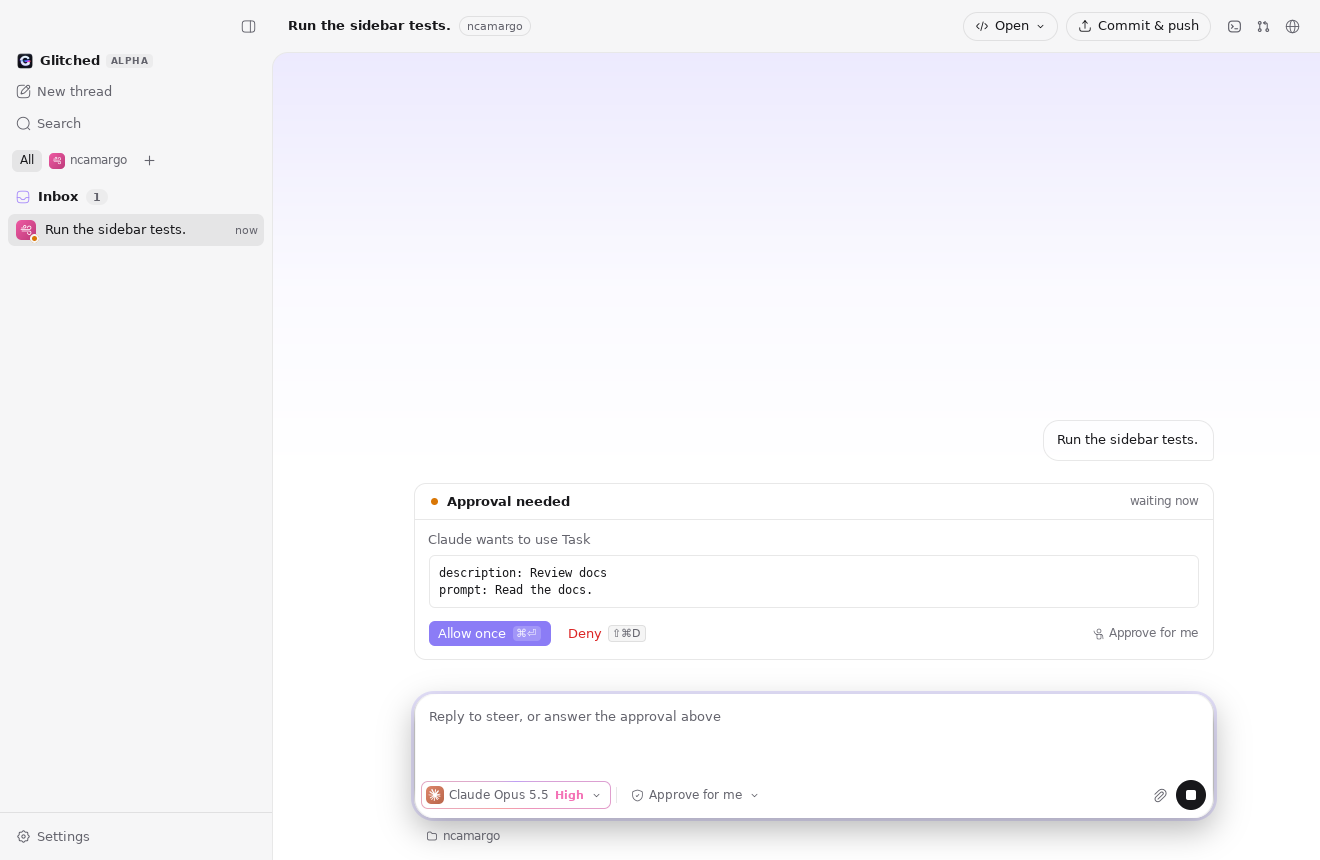 Run the sidebar tests. ncamargo Open Commit & push
Glitched ALPHA
New thread
Search
All ncamargo
Inbox 1
Run the sidebar tests. now
Run the sidebar tests.
Approval needed waiting now
Claude wants to use Task
description: Review docs
prompt: Read the docs.
Allow once ⌘⏎ Deny ⇧⌘D Approve for me
Reply to steer, or answer the approval above
Claude Opus 5.5 High Approve for me
Settings ncamargo